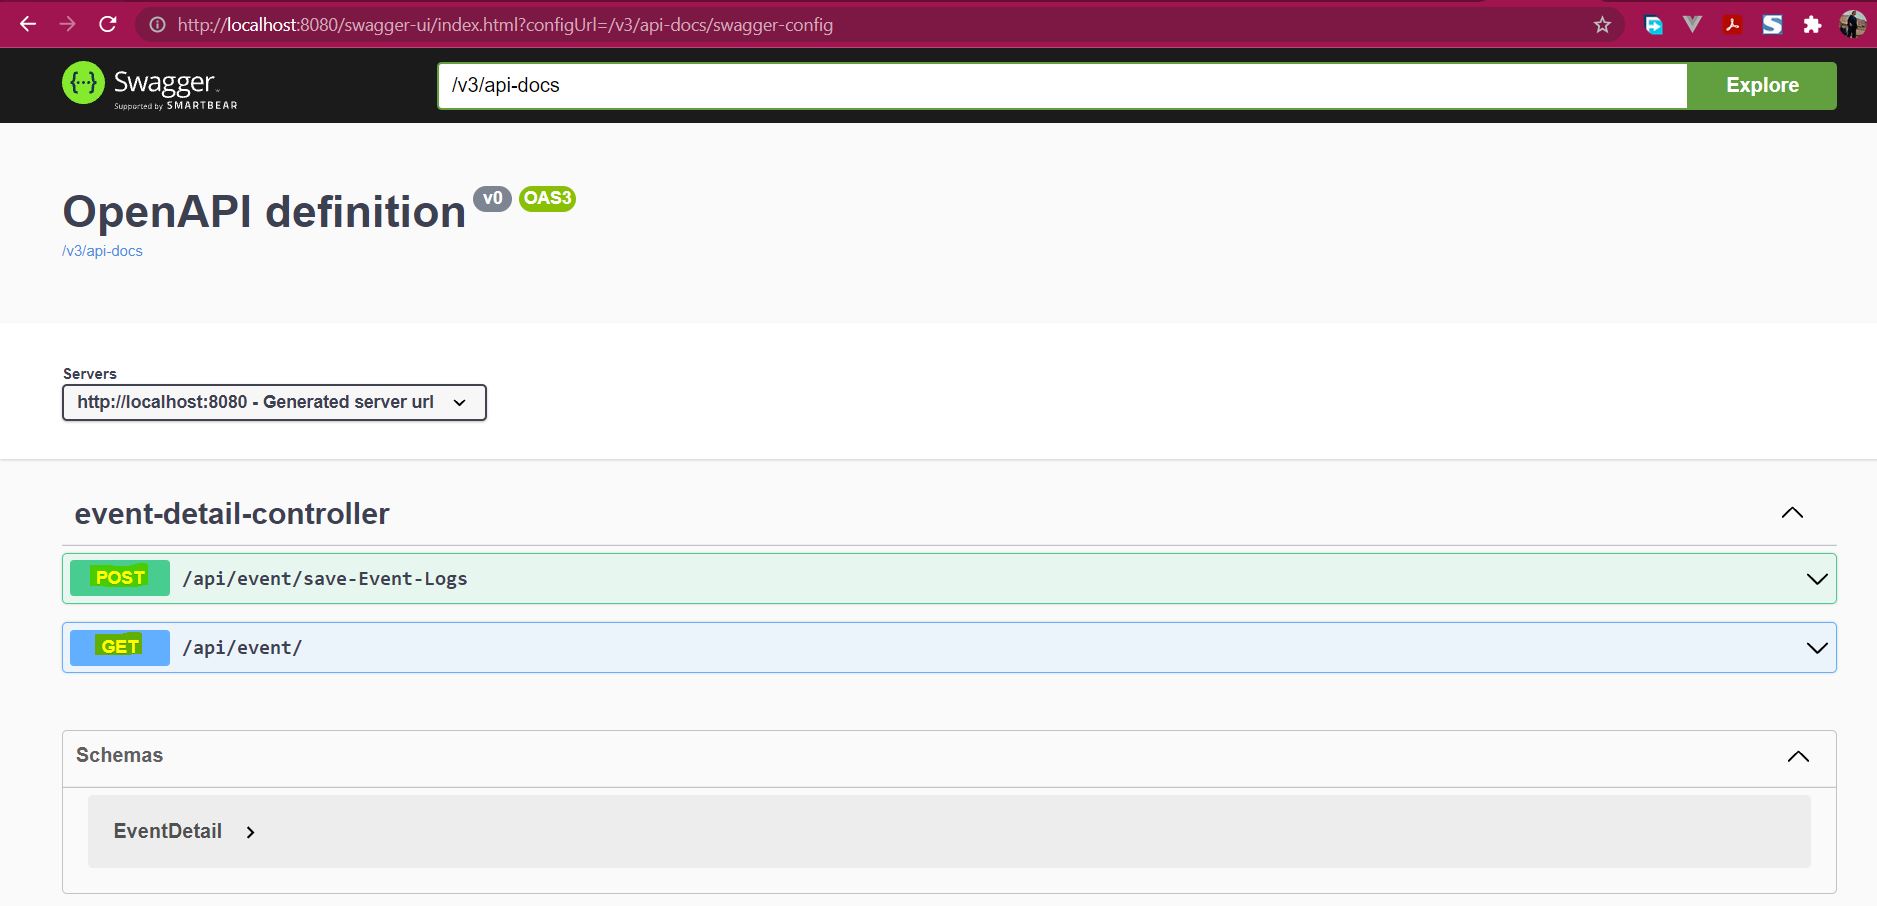 http://localhost:8080/swagger-ui/index.html?configUrl=/v3/api-docs/swagger-config
{···} Swagger.
Supported by SMARTBEAR
/v3/api-docs
Explore
OpenAPI definition v0 OAS3
/v3/api-docs
Servers
http://localhost:8080 - Generated server url
event-detail-controller
POST /api/event/save-Event-Logs
GET /api/event/
Schemas
EventDetail